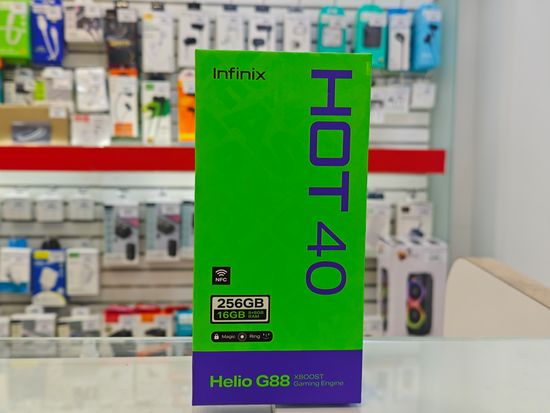 Infinix
HOT 40
NFC
256GB
16GB 8+8GB RAM
Magic Ring
Helio G88 XBOOST
Gaming Engine